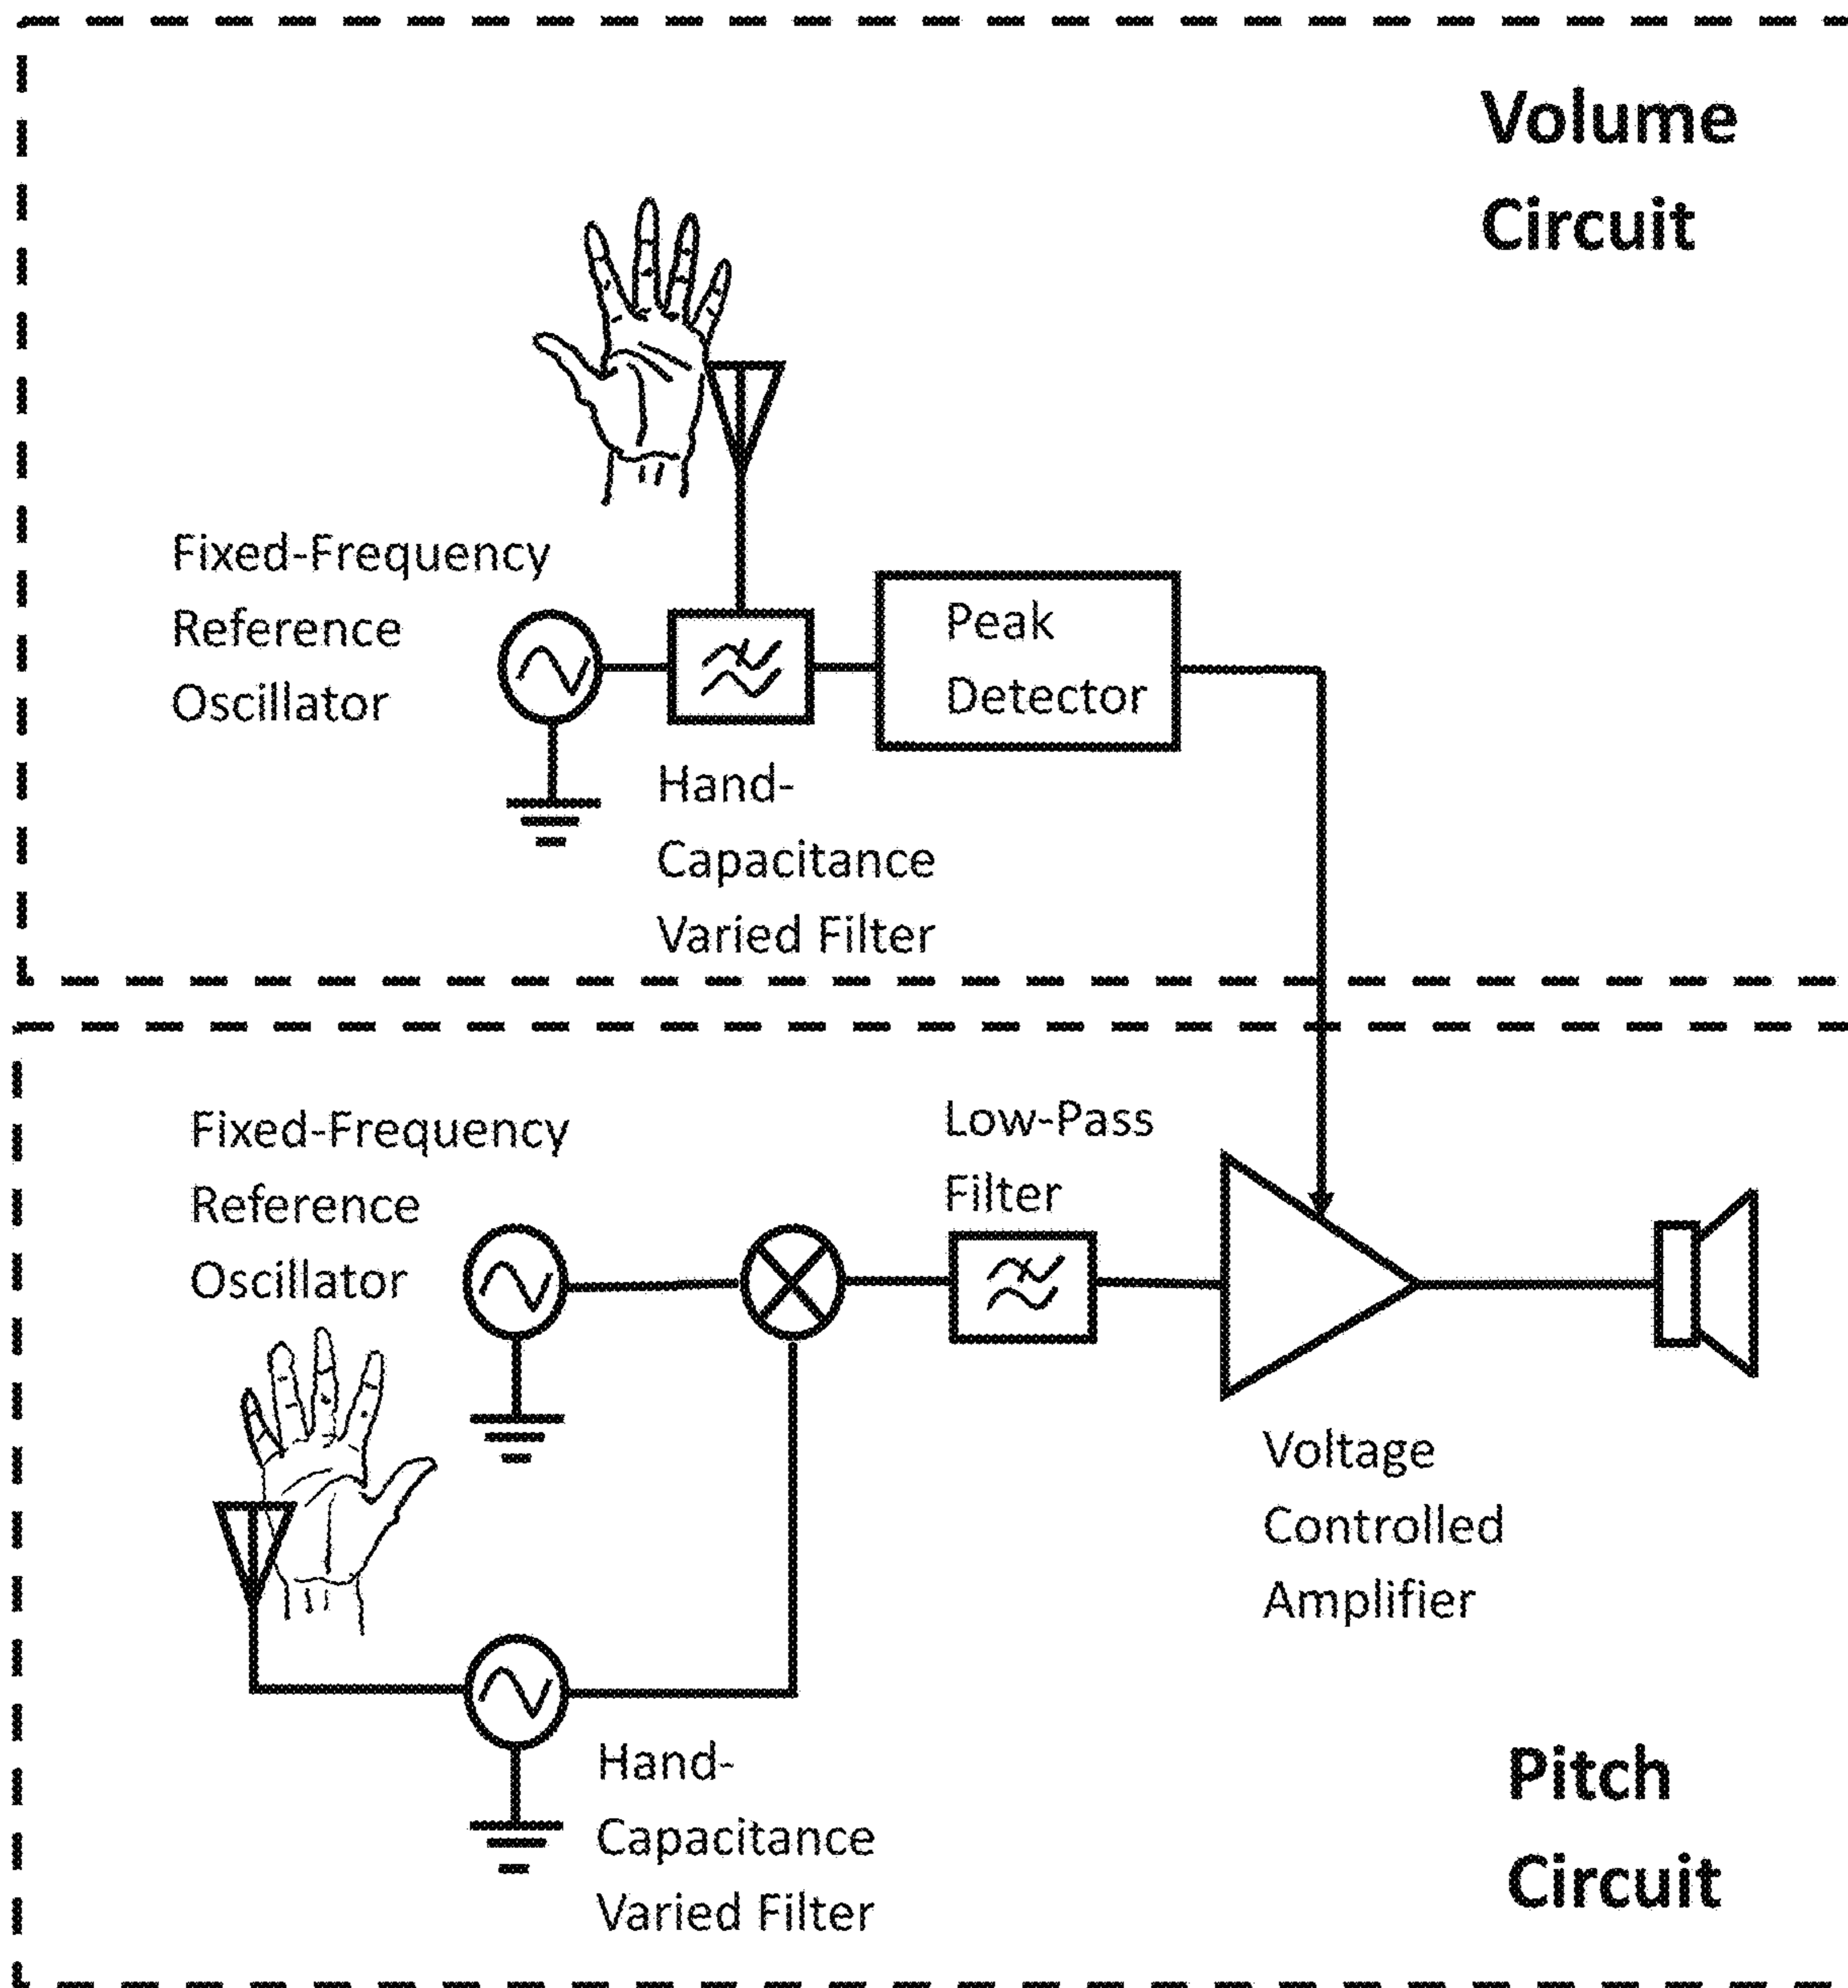 Volume
Circuit
Fixed-Frequency
Reference
Oscillator
Peak
Detector
Hand-
Capacitance
Varied Filter
Fixed-Frequency
Reference
Oscillator
Low-Pass
Filter
Voltage
Controlled
Amplifier
Hand-
Capacitance
Varied Filter
Pitch
Circuit